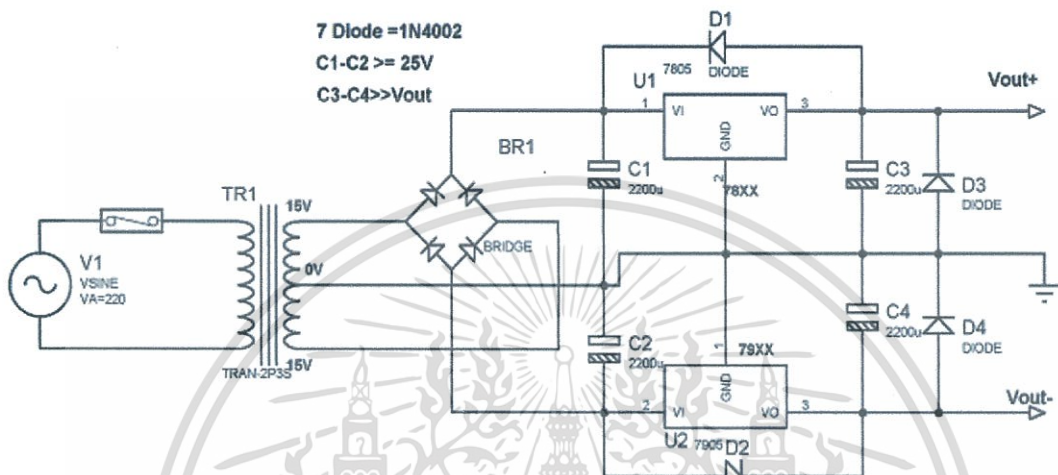 7 Diode =1N4002
C1-C2 >= 25V
C3-C4>>Vout
D1
DIODE
7805
U1
Vout+
1
VI
VO
3
GND
2
78XX
BR1
BRIDGE
C1
2200u
C3
2200u
D3
DIODE
TR1
15V
0V
15V
TRAN-2P3S
V1
VSINE
VA=220
C2
2200u
C4
2200u
D4
DIODE
1
79XX
GND
2
VI
VO
3
U2
7905
D2
Vout-